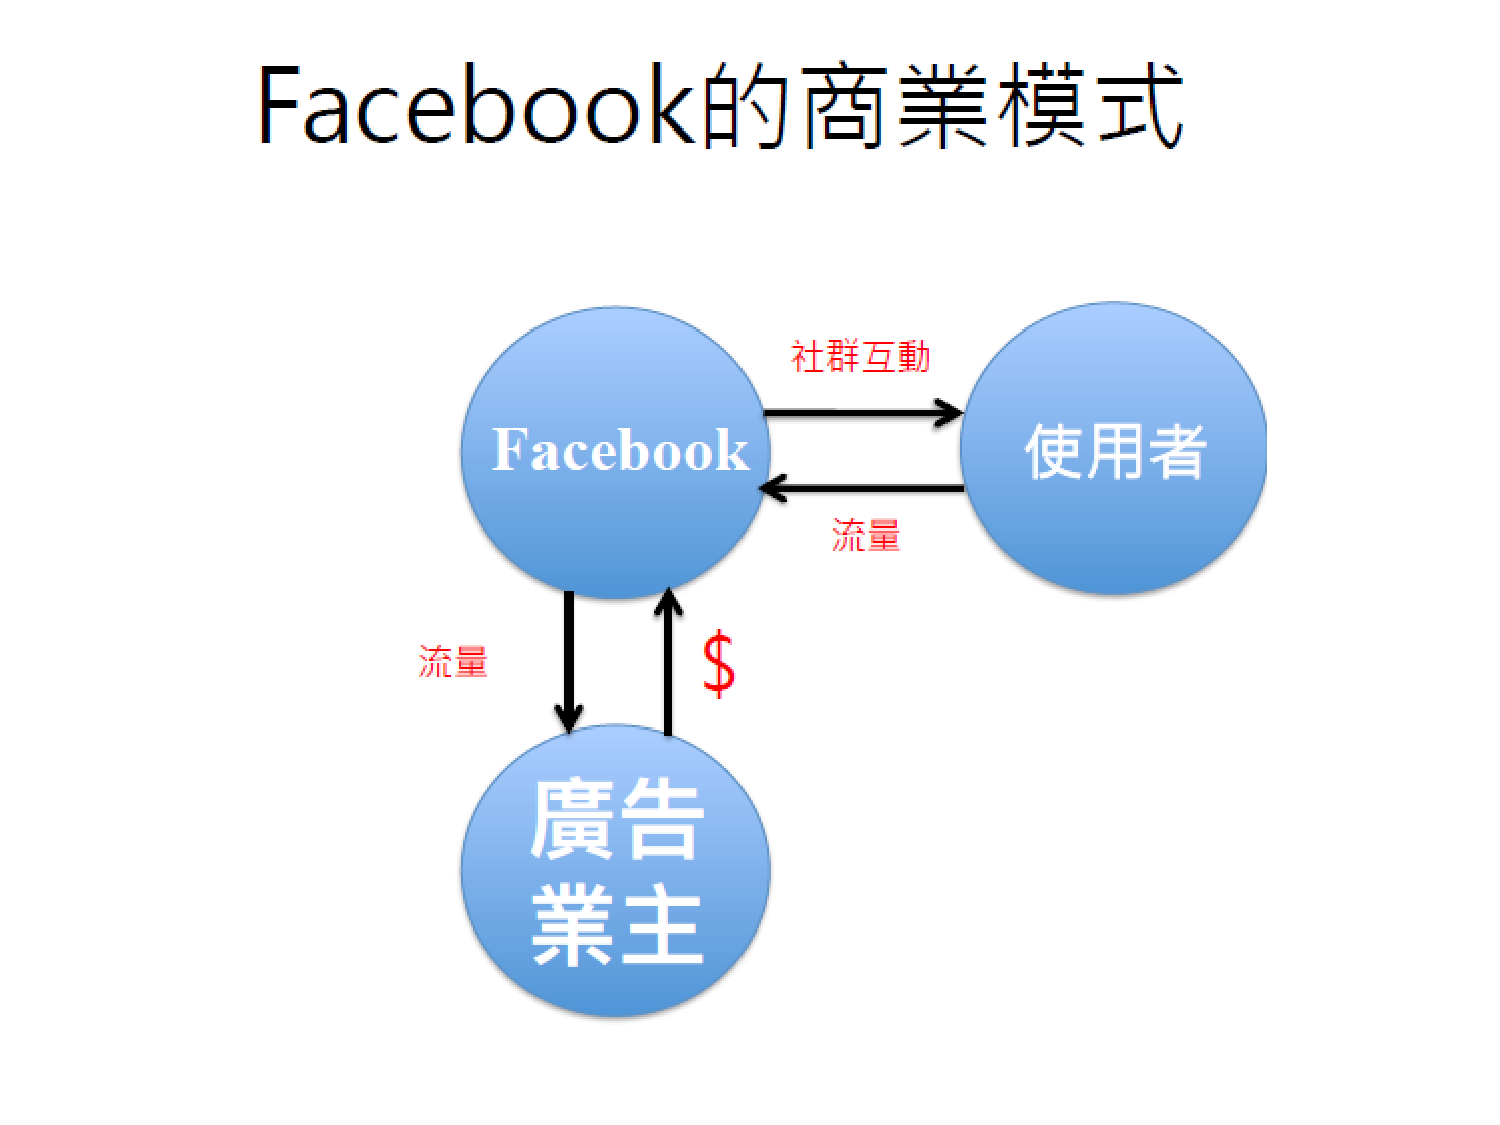 Facebook的商業模式
社群互動
Facebook
使用者
流量
流量
$
廣告
業主